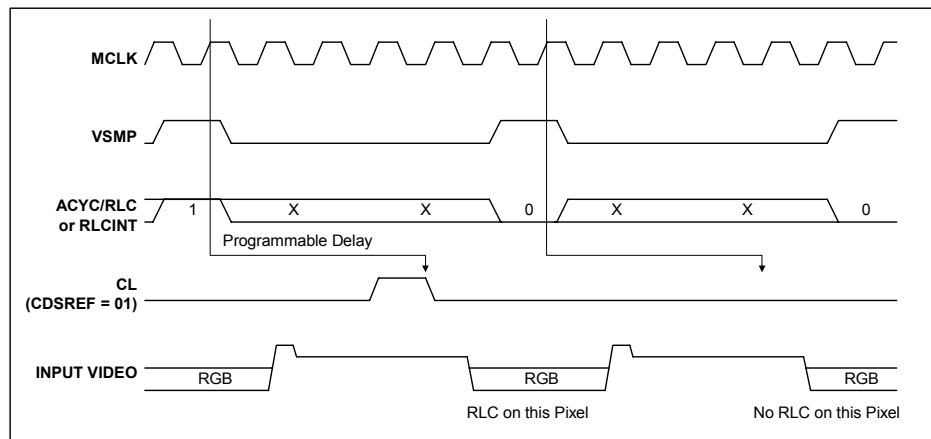 MCLK
VSMP
ACYC/RLC
or RLCINT
1 X X 0 X X 0
Programmable Delay
CL
(CDSREF = 01)
INPUT VIDEO
RGB RGB RGB
RLC on this Pixel No RLC on this Pixel